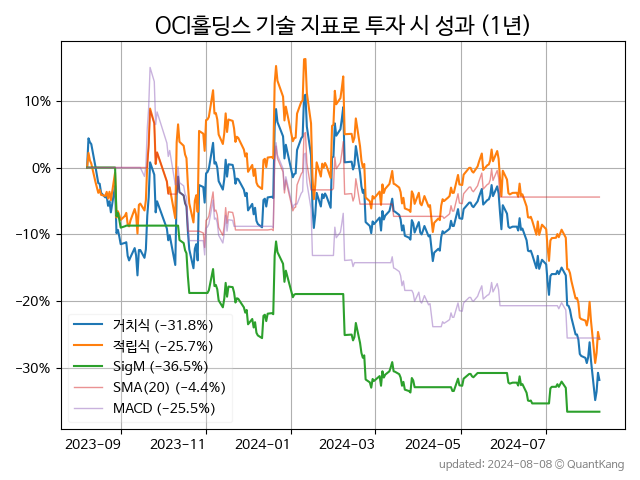 OCI홀딩스 기술 지표로 투자 시 성과 (1년)
10%
0%
−10%
−20%
−30%
거치식 (−31.8%)
적립식 (−25.7%)
SigM (−36.5%)
SMA(20) (−4.4%)
MACD (−25.5%)
2023-09 2023-11 2024-01 2024-03 2024-05 2024-07
updated: 2024-08-08 © QuantKang